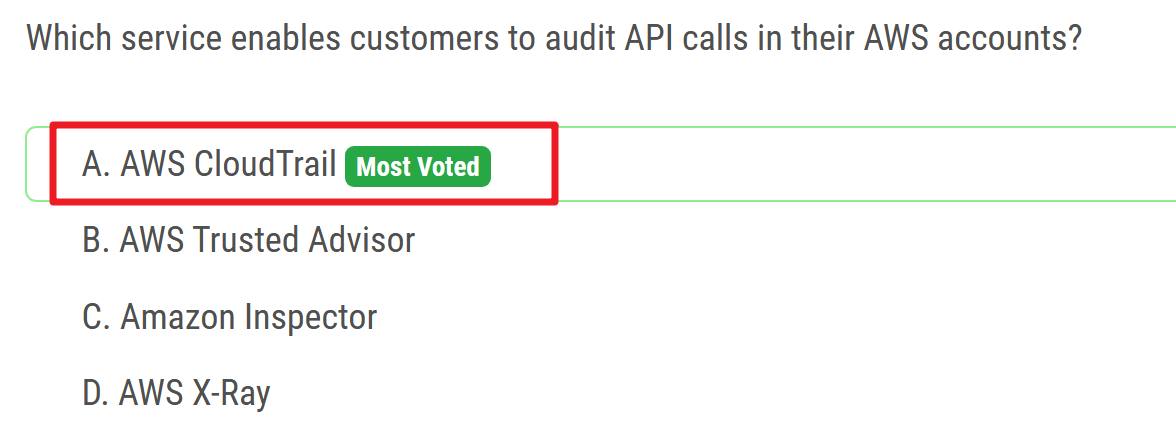 Which service enables customers to audit API calls in their AWS accounts?
A. AWS CloudTrail Most Voted
B. AWS Trusted Advisor
C. Amazon Inspector
D. AWS X-Ray